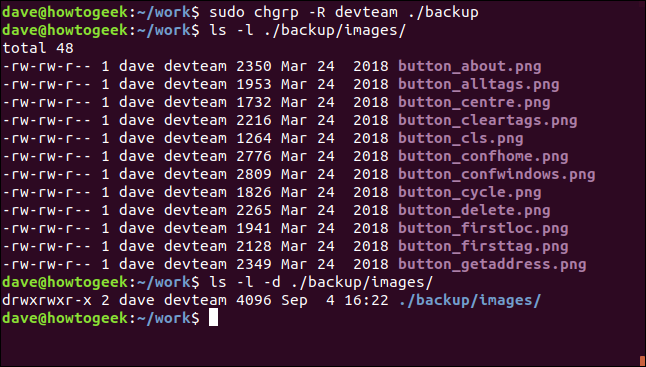 dave@howtogeek:~/work$ sudo chgrp -R devteam ./backup
dave@howtogeek:~/work$ ls -l ./backup/images/
total 48
-rw-rw-r-- 1 dave devteam 2350 Mar 24  2018 button_about.png
-rw-rw-r-- 1 dave devteam 1953 Mar 24  2018 button_alltags.png
-rw-rw-r-- 1 dave devteam 1732 Mar 24  2018 button_centre.png
-rw-rw-r-- 1 dave devteam 2216 Mar 24  2018 button_cleartags.png
-rw-rw-r-- 1 dave devteam 1264 Mar 24  2018 button_cls.png
-rw-rw-r-- 1 dave devteam 2776 Mar 24  2018 button_confhome.png
-rw-rw-r-- 1 dave devteam 2809 Mar 24  2018 button_confwindows.png
-rw-rw-r-- 1 dave devteam 1826 Mar 24  2018 button_cycle.png
-rw-rw-r-- 1 dave devteam 2265 Mar 24  2018 button_delete.png
-rw-rw-r-- 1 dave devteam 1941 Mar 24  2018 button_firstloc.png
-rw-rw-r-- 1 dave devteam 2128 Mar 24  2018 button_firsttag.png
-rw-rw-r-- 1 dave devteam 2349 Mar 24  2018 button_getaddress.png
dave@howtogeek:~/work$ ls -l -d ./backup/images/
drwxrwxr-x 2 dave devteam 4096 Sep  4 16:22 ./backup/images/
dave@howtogeek:~/work$